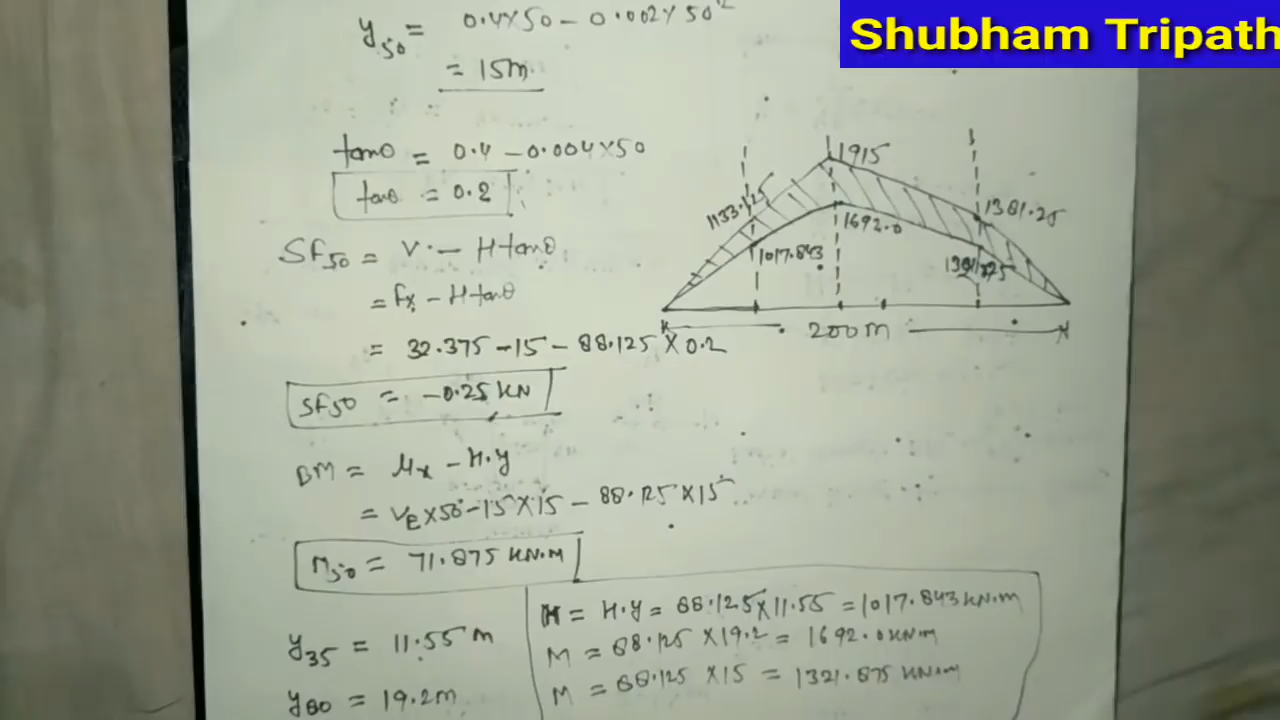 Shubham Tripath
y50 = 0.4×50 - 0.002×50²
= 15m
tanθ = 0.4 - 0.004×50
tanθ = 0.2
SF50 = V - H tanθ
= fx - H tanθ
= 32.375 - 15 - 88.125 × 0.2
SF50 = -0.25 KN
BM = Mx - H.y
= VE×50 - 15×15 - 88.125×15
M50 = 71.875 KN.M
y35 = 11.55 m
y80 = 19.2m
1915
1133.125
1381.25
1692.0
1017.843
200m
M = H.y = 88.125×11.55 = 1017.843 KN.m
M = 88.125 × 19.2 = 1692.0 KN.m
M = 88.125 × 15 = 1321.875 KN.m